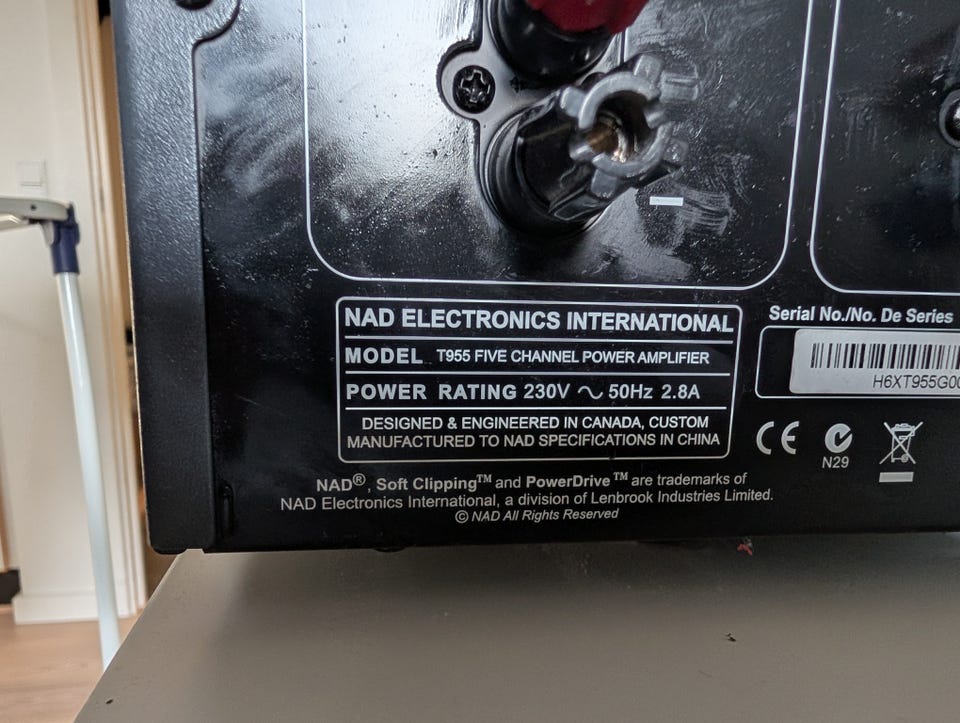 NAD ELECTRONICS INTERNATIONAL
MODEL T955 FIVE CHANNEL POWER AMPLIFIER
POWER RATING 230V ~ 50Hz 2.8A
DESIGNED & ENGINEERED IN CANADA, CUSTOM
MANUFACTURED TO NAD SPECIFICATIONS IN CHINA
NAD®, Soft Clipping™ and PowerDrive™ are trademarks of
NAD Electronics International, a division of Lenbrook Industries Limited.
© NAD All Rights Reserved
Serial No./No. De Series
H6XT955G00
CE
N29